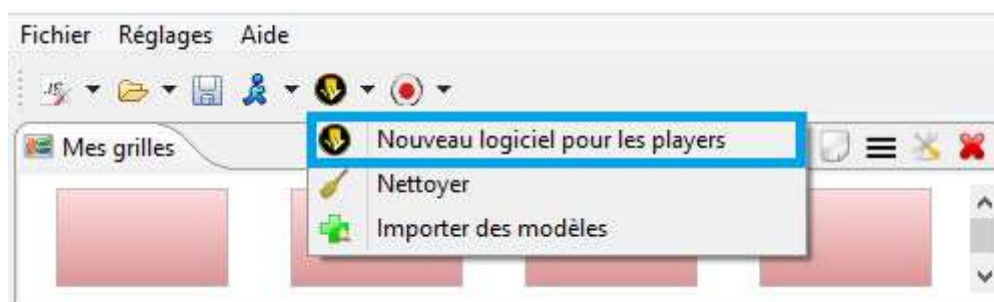 Fichier Réglages Aide
Mes grilles
Nouveau logiciel pour les players
Nettoyer
Importer des modèles